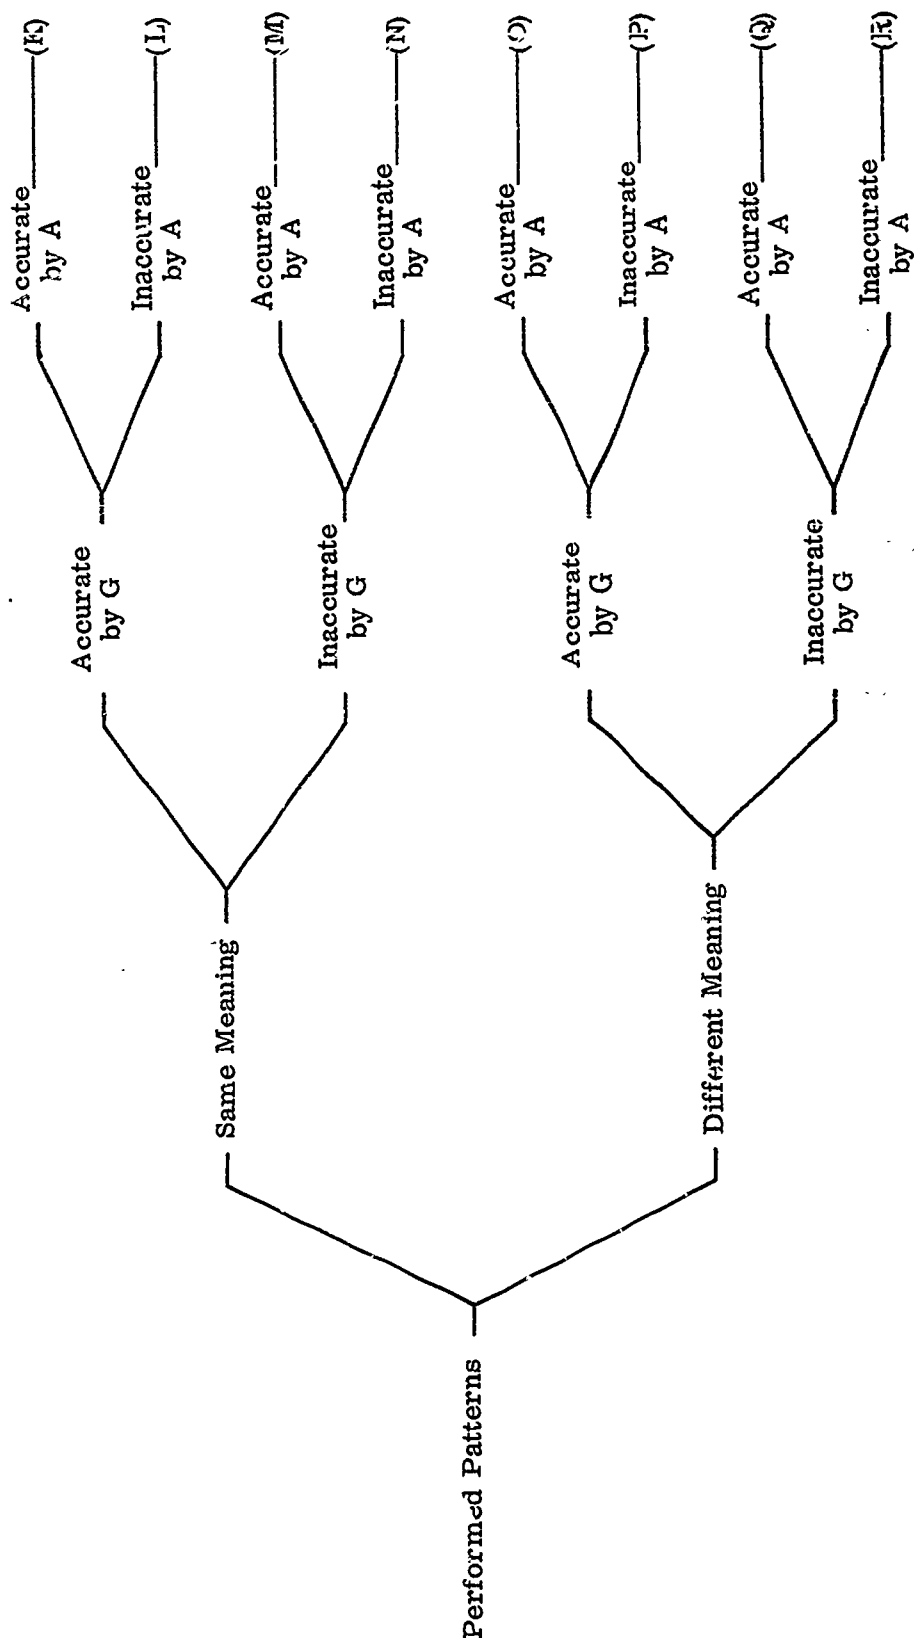 Performed Patterns
Same Meaning
Accurate
by G
Accurate
by A
(K)
Inaccurate
by A
(L)
Inaccurate
by G
Accurate
by A
(M)
Inaccurate
by A
(N)
Different Meaning
Accurate
by G
Accurate
by A
(O)
Inaccurate
by A
(P)
Inaccurate
by G
Accurate
by A
(Q)
Inaccurate
by A
(R)